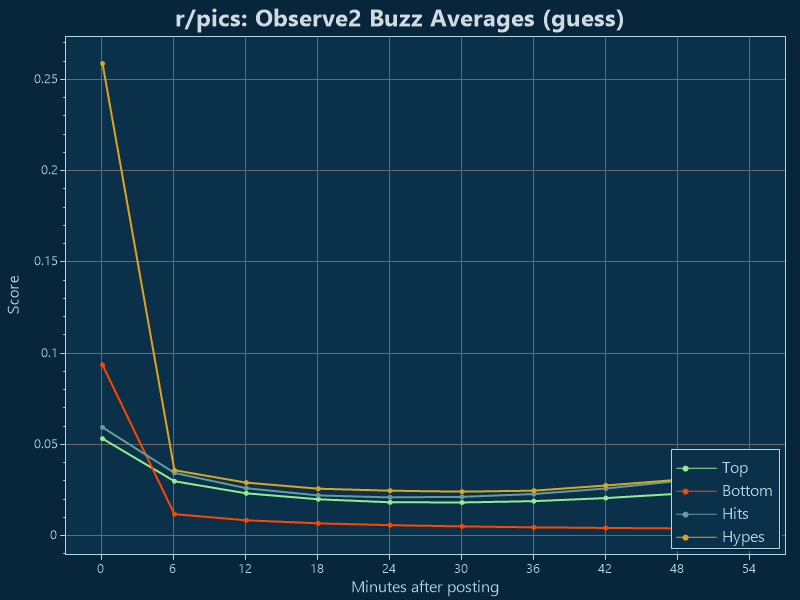 r/pics: Observe2 Buzz Averages (guess)
0.25
0.2
0.15
0.1
0.05
0
Score
0 6 12 18 24 30 36 42 48 54
Minutes after posting
Top
Bottom
Hits
Hypes